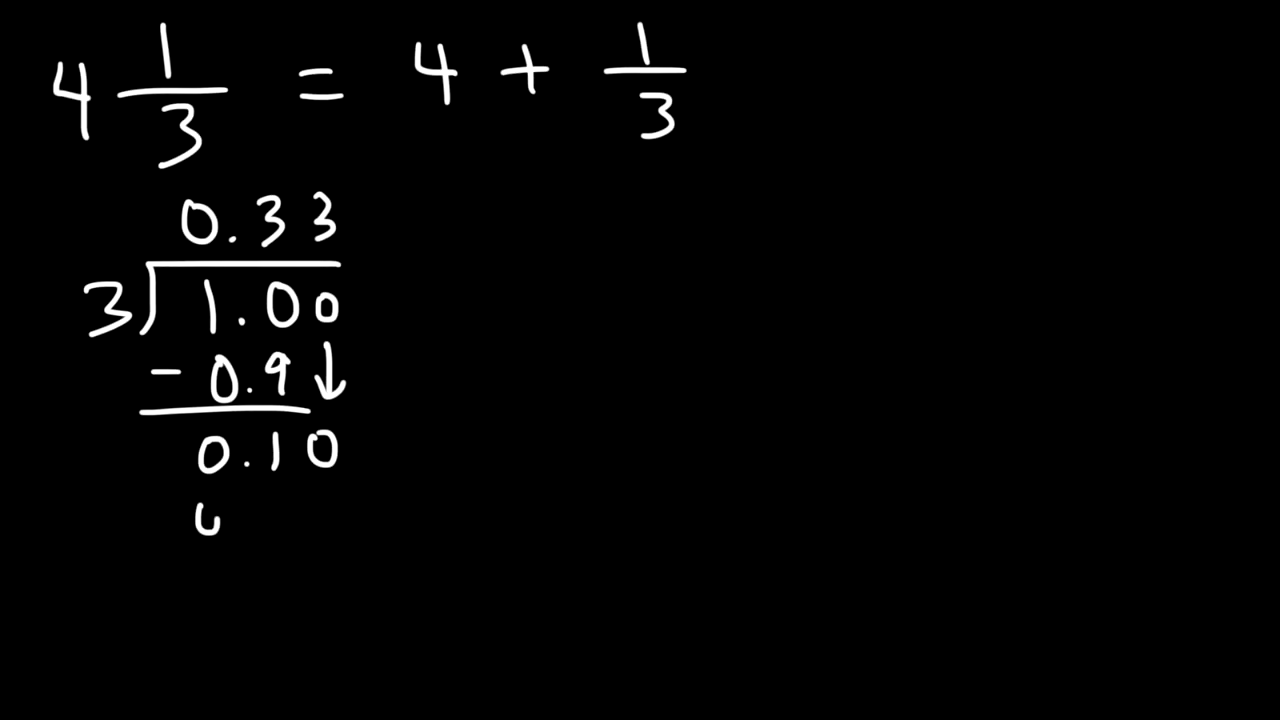 4 1/3 = 4 + 1/3
0.33
3 ) 1.00
- 0.9 ↓
0.10